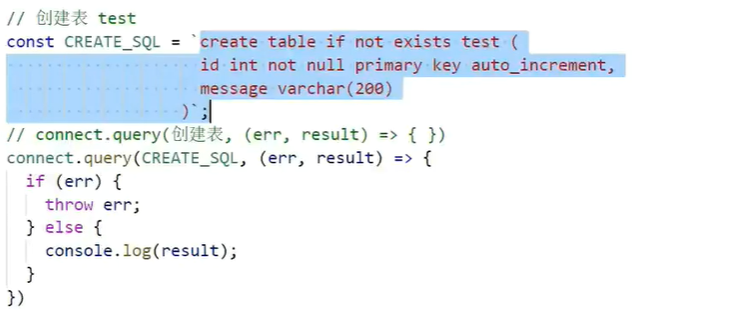 // 创建表 test
const CREATE_SQL = `create table if not exists test (
id int not null primary key auto_increment,
message varchar(200)
)`;
// connect.query(创建表, (err, result) => { })
connect.query(CREATE_SQL, (err, result) => {
if (err) {
throw err;
} else {
console.log(result);
}
})